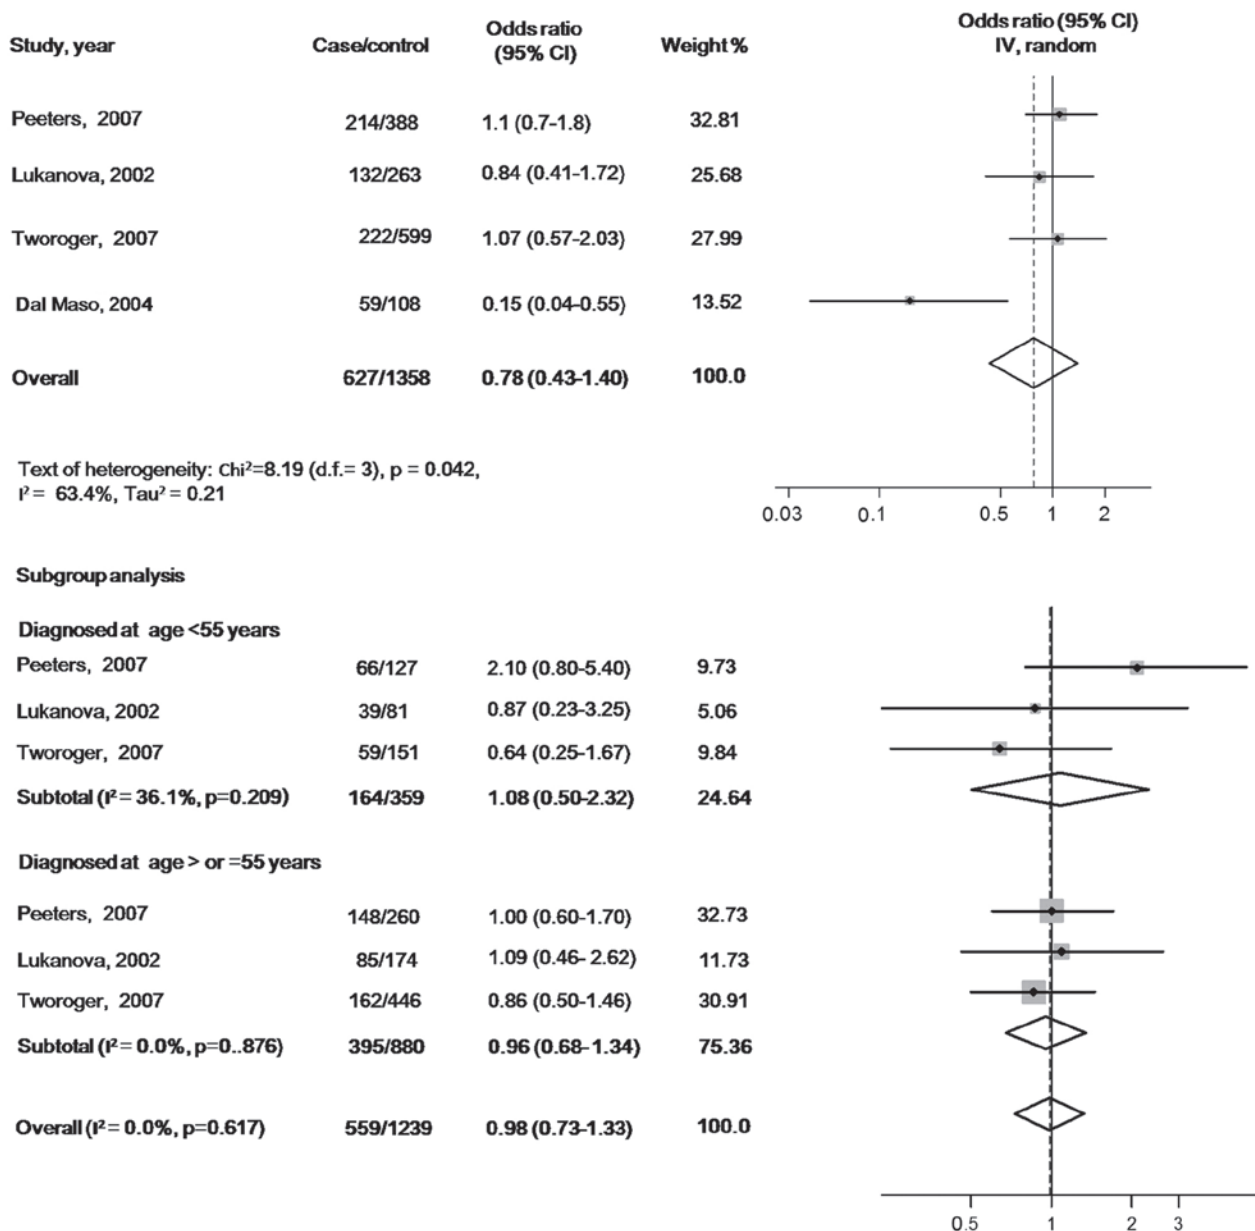 Study, year Case/control Odds ratio (95% CI) Weight % Odds ratio (95% CI) IV, random
Peeters, 2007 214/388 1.1 (0.7-1.8) 32.81
Lukanova, 2002 132/263 0.84 (0.41-1.72) 25.68
Tworoger, 2007 222/599 1.07 (0.57-2.03) 27.99
Dal Maso, 2004 59/108 0.15 (0.04-0.55) 13.52
Overall 627/1358 0.78 (0.43-1.40) 100.0
Text of heterogeneity: Chi²=8.19 (d.f.= 3), p = 0.042,
I² = 63.4%, Tau² = 0.21
0.03 0.1 0.5 1 2
Subgroup analysis
Diagnosed at age <55 years
Peeters, 2007 66/127 2.10 (0.80-5.40) 9.73
Lukanova, 2002 39/81 0.87 (0.23-3.25) 5.06
Tworoger, 2007 59/151 0.64 (0.25-1.67) 9.84
Subtotal (I² = 36.1%, p=0.209) 164/359 1.08 (0.50-2.32) 24.64
Diagnosed at age > or =55 years
Peeters, 2007 148/260 1.00 (0.60-1.70) 32.73
Lukanova, 2002 85/174 1.09 (0.46- 2.62) 11.73
Tworoger, 2007 162/446 0.86 (0.50-1.46) 30.91
Subtotal (I² = 0.0%, p=0..876) 395/880 0.96 (0.68-1.34) 75.36
Overall (I² = 0.0%, p=0.617) 559/1239 0.98 (0.73-1.33) 100.0
0.5 1 2 3